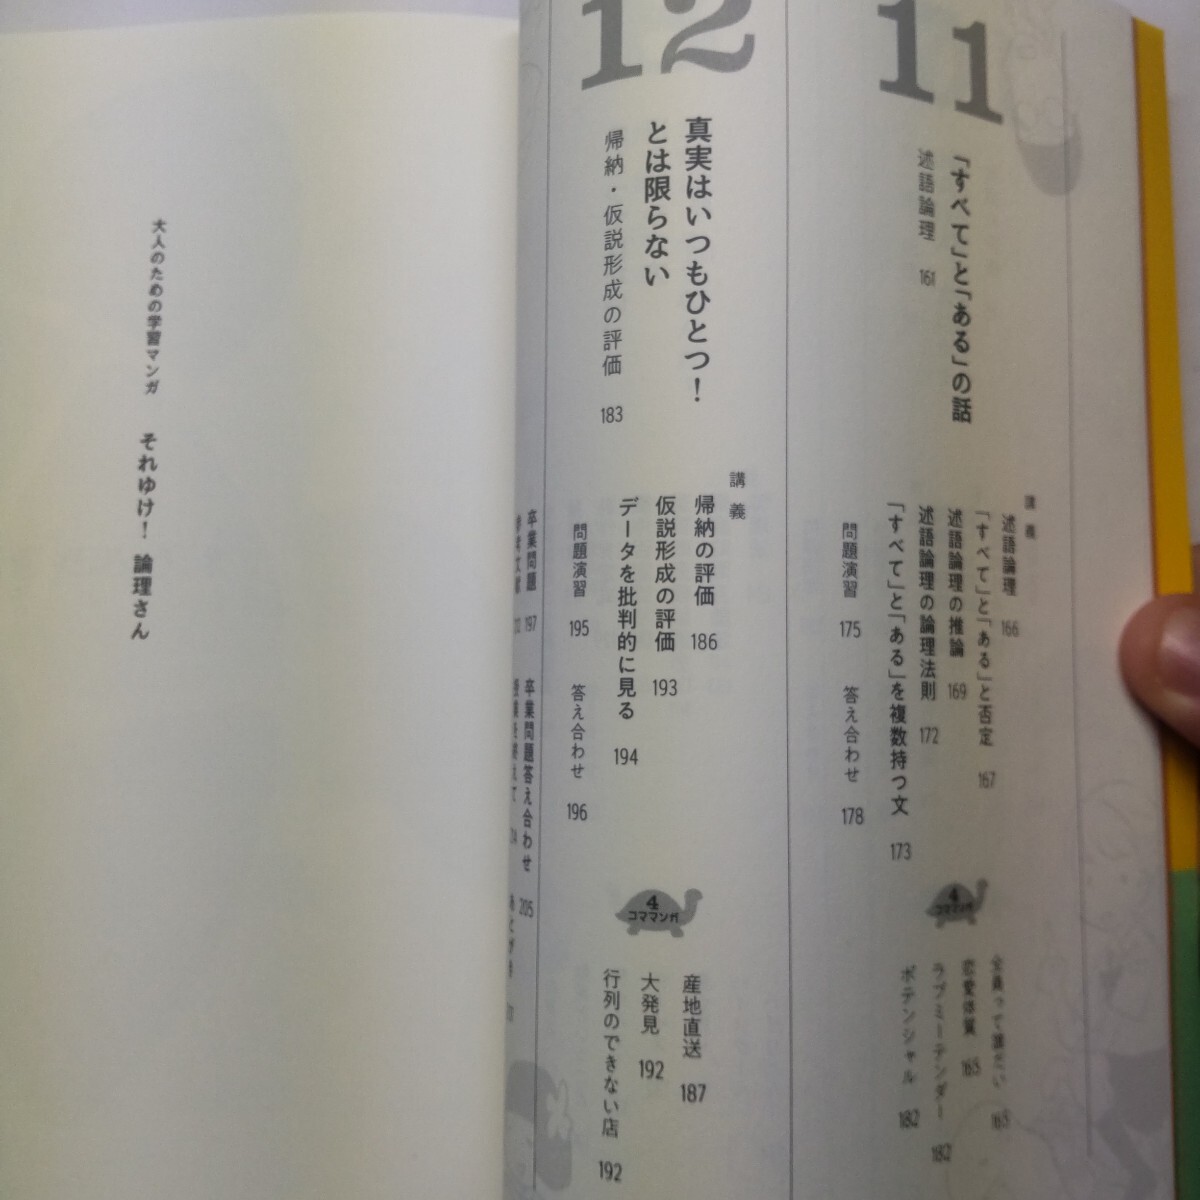 11
「すべて」と「ある」の話
述語論理 161
講義
述語論理 166
「すべて」と「ある」と否定 167
述語論理の推論 169
述語論理の論理法則 172
「すべて」と「ある」を複数持つ文 173
問題演習 175
答え合わせ 178
4
コママンガ
恋愛体質 165
ラブミーテンダー 182
ポテンシャル 182
12
真実はいつもひとつ!
とは限らない
帰納・仮説形成の評価 183
講義
帰納の評価 186
仮説形成の評価 193
データを批判的に見る 194
問題演習 195
答え合わせ 196
4
コママンガ
産地直送 187
大発見 192
行列のできない店 192
卒業問題 197
卒業問題答え合わせ 205
大人のための学習マンガ それゆけ! 論理さん